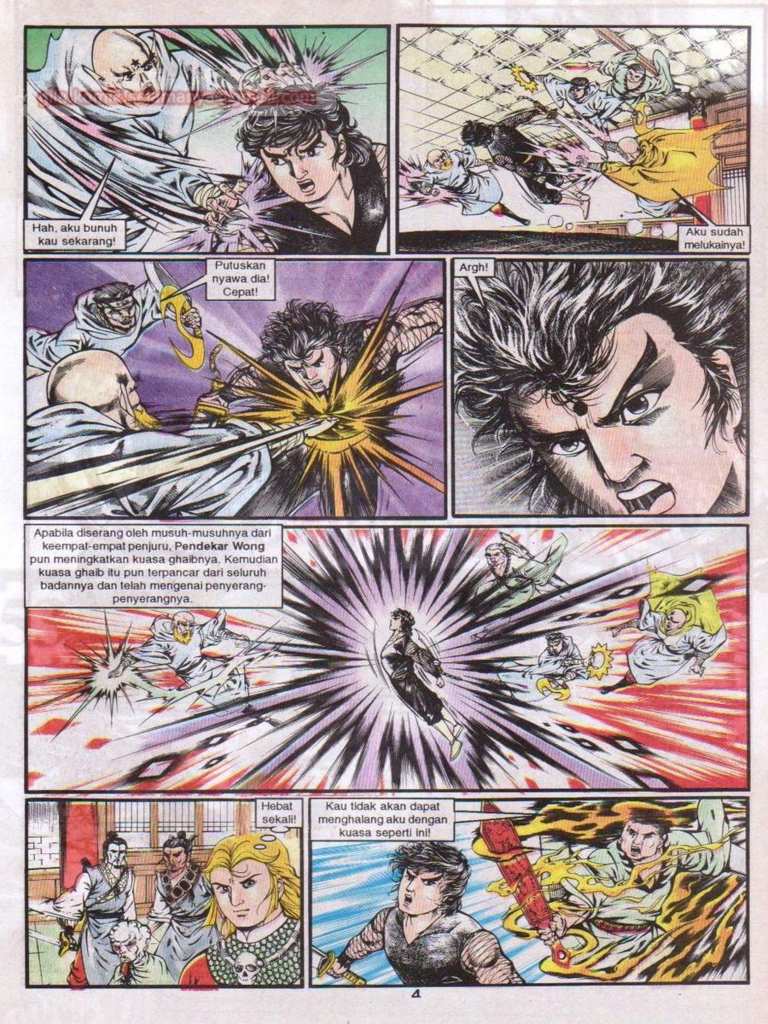 Hah, aku bunuh
kau sekarang!
Aku sudah
melukainya!
Putuskan
nyawa dia!
Cepat!
Argh!
Apabila diserang oleh musuh-musuhnya dari
keempat-empat penjuru, Pendekar Wong
pun meningkatkan kuasa ghaibnya. Kemudian
kuasa ghaib itu pun terpancar dari seluruh
badannya dan telah mengenai penyerang-
penyerangnya.
Hebat
sekali!
Kau tidak akan dapat
menghalang aku dengan
kuasa seperti ini!
4